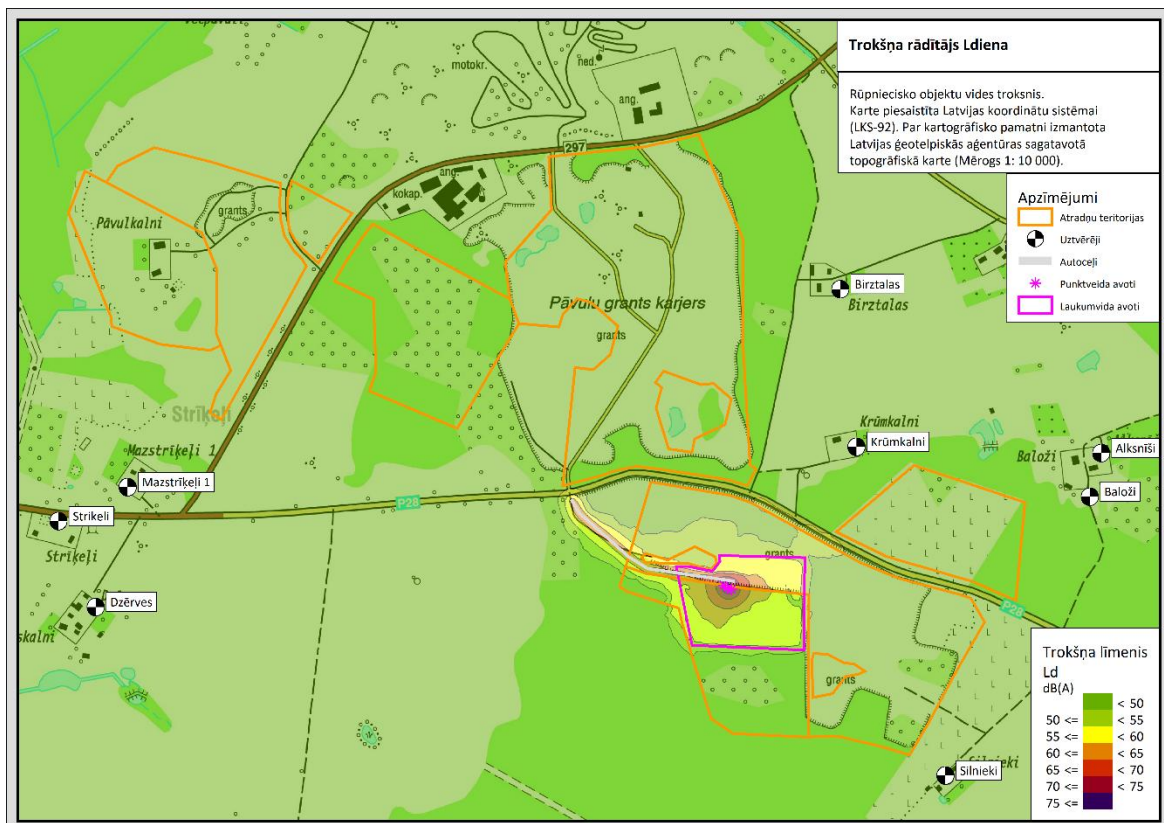 Trokšņa rādītājs Ldiena
Rūpniecisko objektu vides troksnis.
Karte piesaistīta Latvijas koordinātu sistēmai
(LKS-92). Par kartogrāfisko pamatni izmantota
Latvijas ģeotelpiskās aģentūras sagatavotā
topogrāfiskā karte (Mērogs 1: 10 000).
Apzīmējumi
Atradņu teritorijas
Uztvērēji
Autoceļi
Punktveida avoti
Laukumvida avoti
motokr.
ned.
ang.
297
ang.
kokap.
grants
Pāvulkalni
Pāvulu grants karjers
grants
Birztalas
Birztalas
Strīķeļi
Mazstrīķeļi 1
Mazstrīķeļi 1
Krūmkalni
Krūmkalni
Alksnīši
Baloži
Baloži
P28
Strikeli
Strīķeļi
grants
Dzērves
skalni
P28
grants
Silnieki
Silnieki
Trokšņa līmenis
Ld
dB(A)
< 50
50 <= < 55
55 <= < 60
60 <= < 65
65 <= < 70
70 <= < 75
75 <=